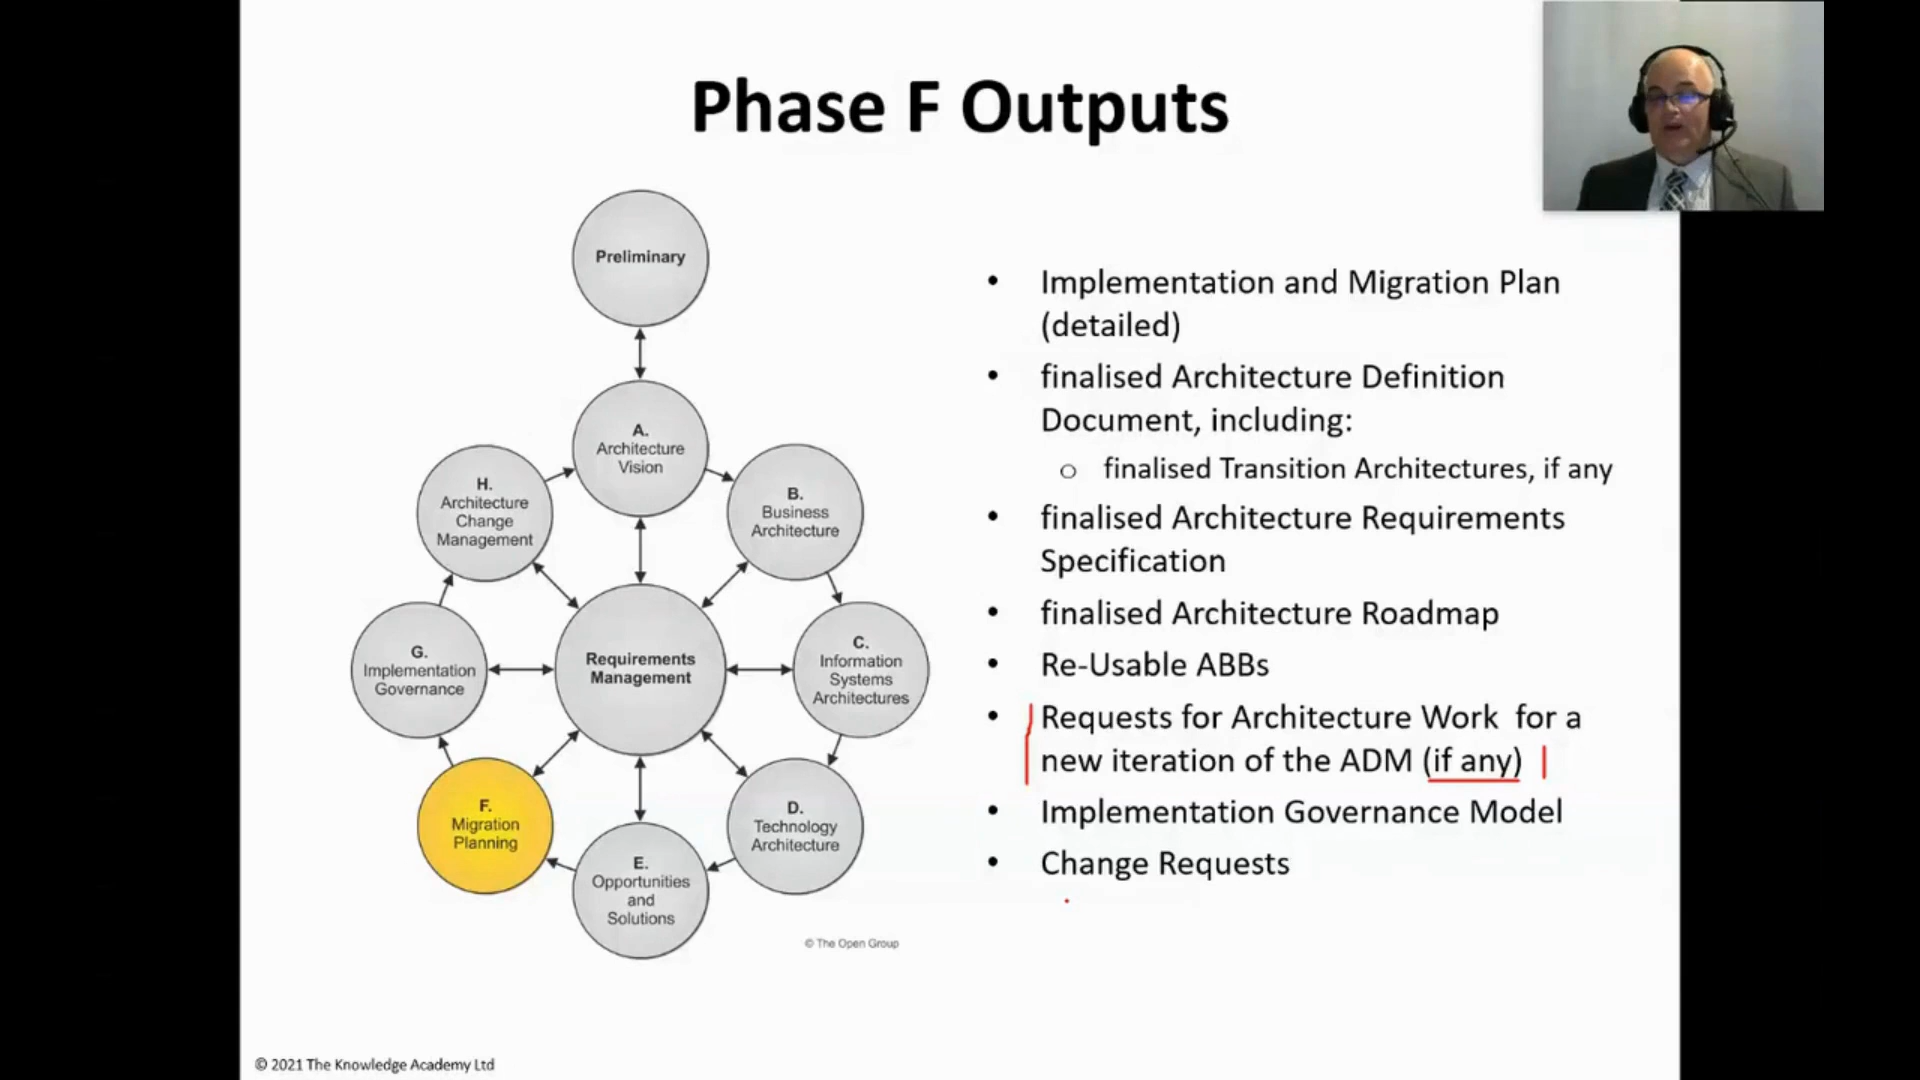 Phase F Outputs
Preliminary
A.
Architecture
Vision
H.
Architecture
Change
Management
B.
Business
Architecture
G.
Implementation
Governance
Requirements
Management
C.
Information
Systems
Architectures
F.
Migration
Planning
E.
Opportunities
and
Solutions
D.
Technology
Architecture
© The Open Group
• Implementation and Migration Plan
(detailed)
• finalised Architecture Definition
Document, including:
o finalised Transition Architectures, if any
• finalised Architecture Requirements
Specification
• finalised Architecture Roadmap
• Re-Usable ABBs
• Requests for Architecture Work for a
new iteration of the ADM (if any)
• Implementation Governance Model
• Change Requests
© 2021 The Knowledge Academy Ltd